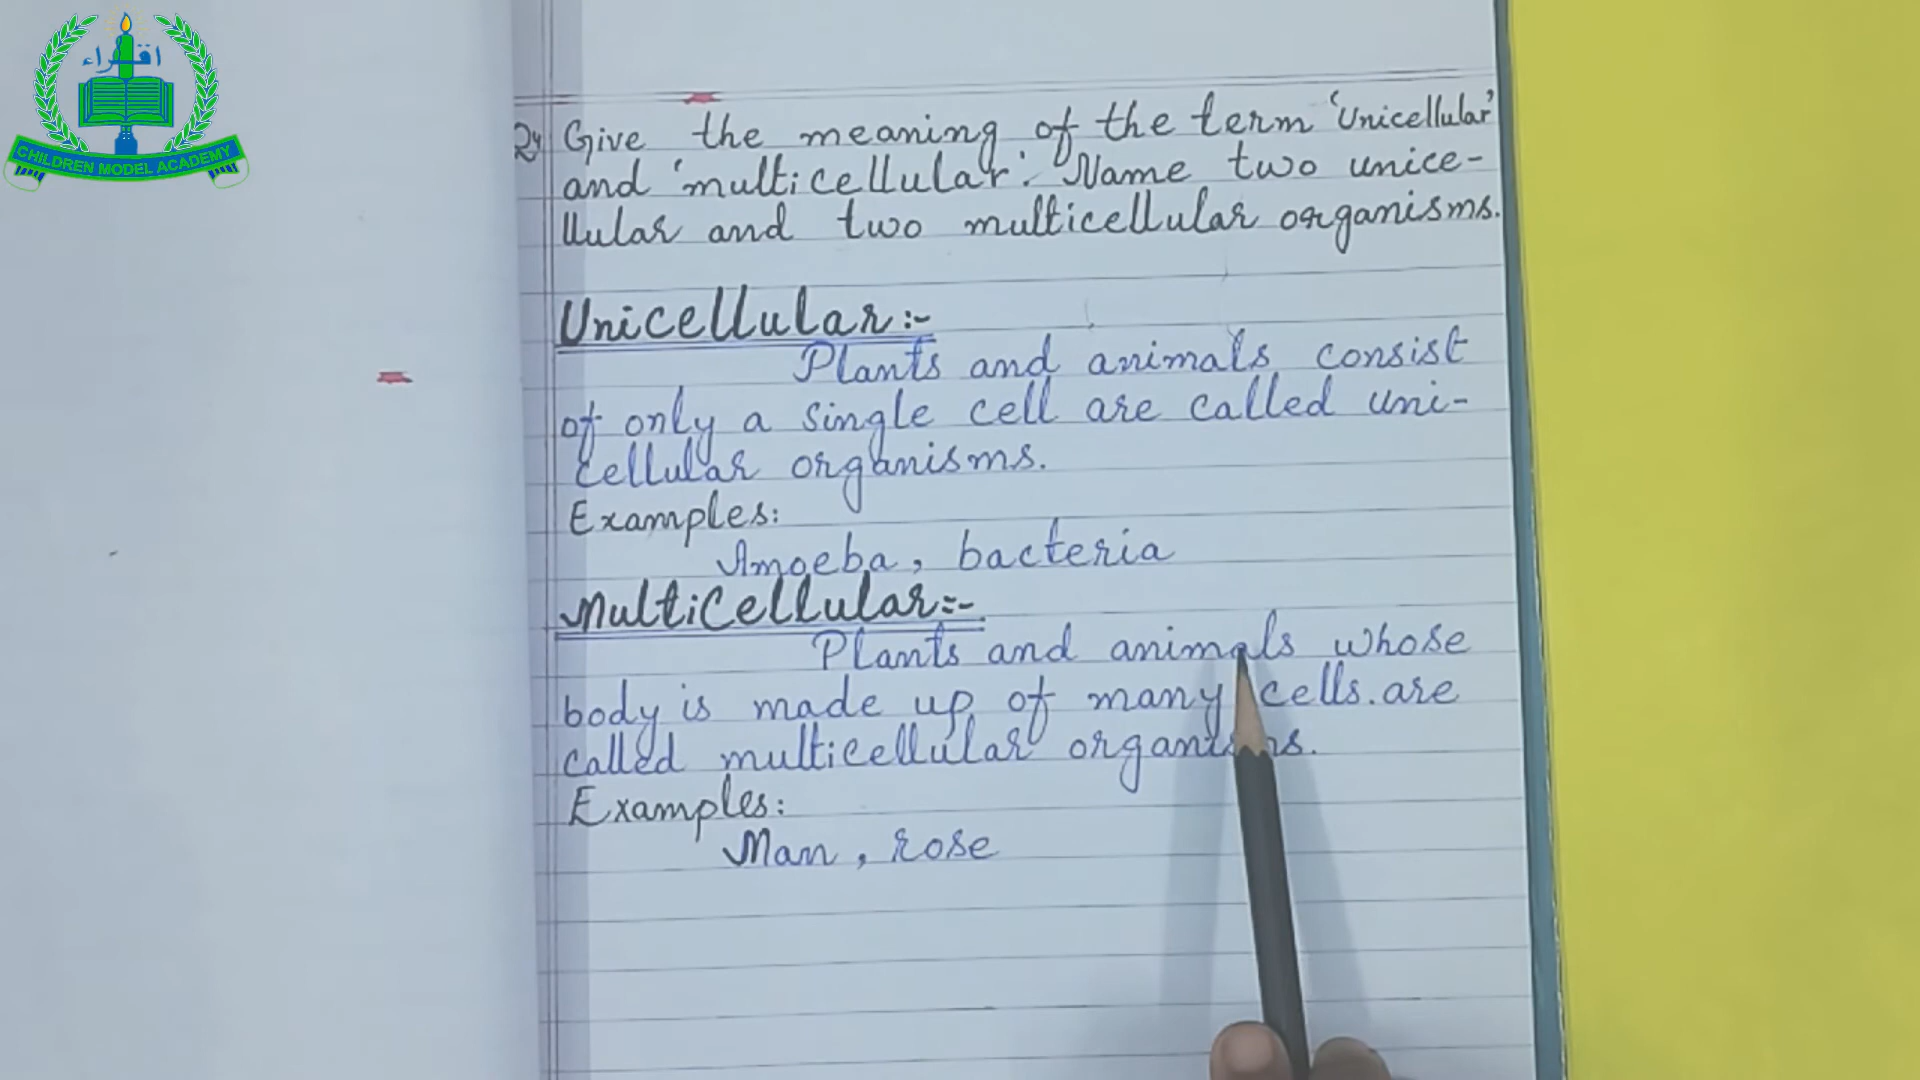 اقراء
CHILDREN MODEL ACADEMY
Q4 Give the meaning of the term 'Unicellular'
and 'multicellular'. Name two unice-
llular and two multicellular organisms.
Unicellular:-
Plants and animals consist
of only a single cell are called uni-
cellular organisms.
Examples:
Amoeba, bacteria
MultiCellular:-
Plants and animals whose
body is made up of many cells. are
called multicellular organisms.
Examples:
Man, rose